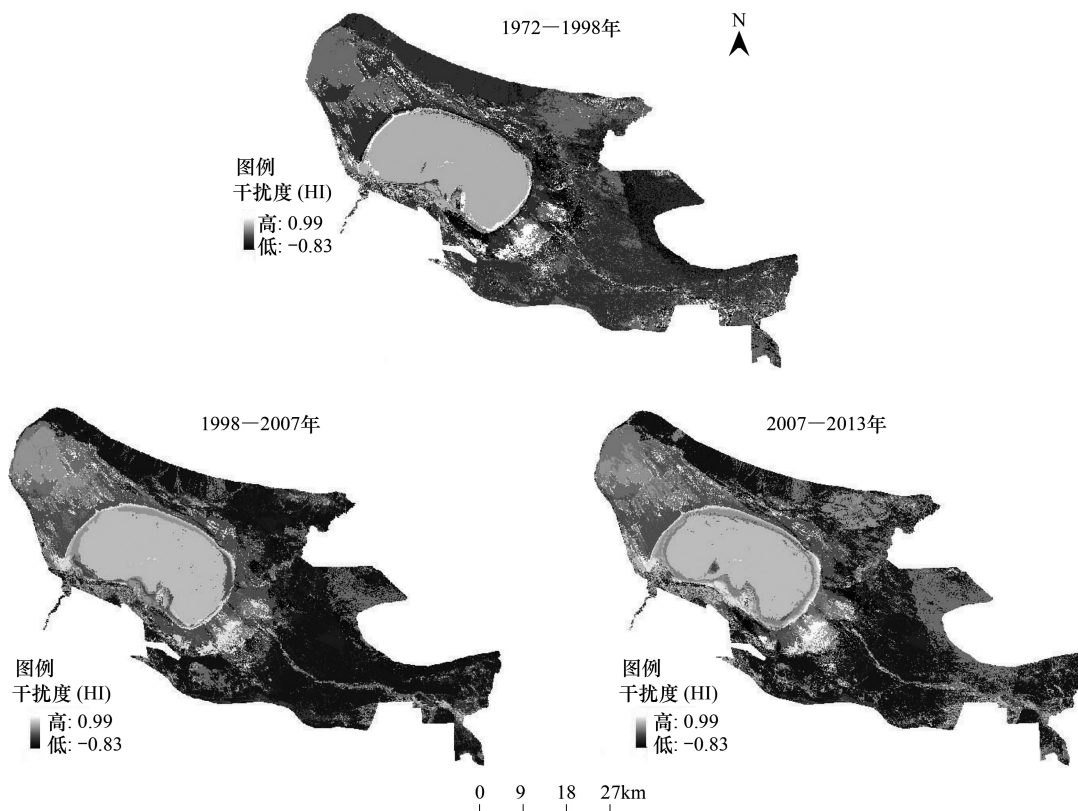 1972－1998年
N
图例
干扰度 (HI)
高: 0.99
低: −0.83
1998－2007年
图例
干扰度 (HI)
高: 0.99
低: −0.83
2007－2013年
图例
干扰度 (HI)
高: 0.99
低: −0.83
0 9 18 27km